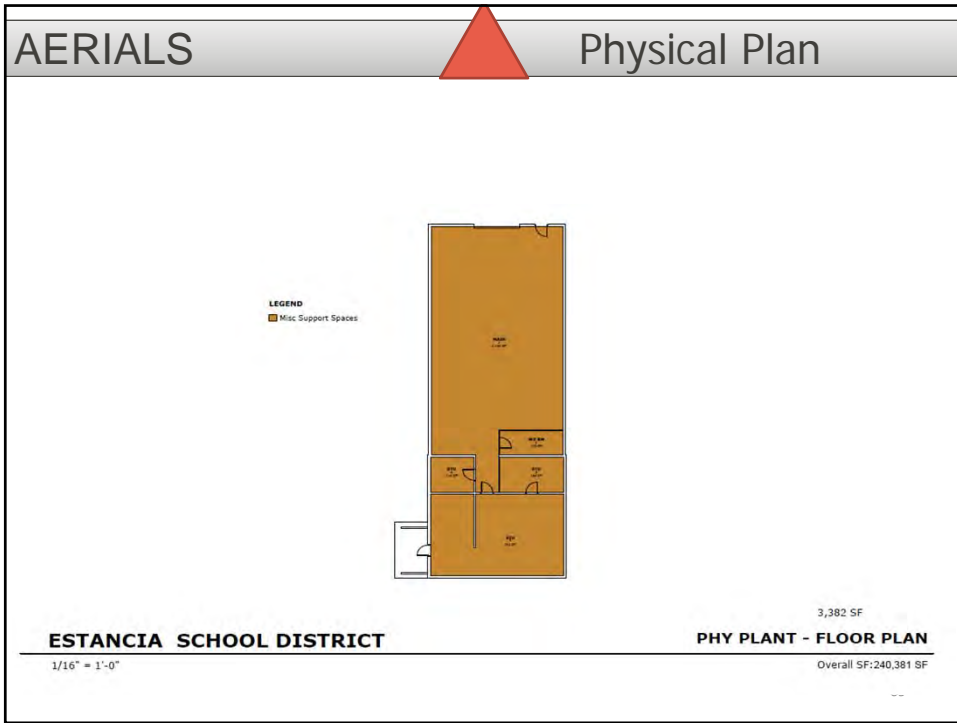 AERIALS
Physical Plan
LEGEND
Misc Support Spaces
3,382 SF
ESTANCIA SCHOOL DISTRICT
PHY PLANT - FLOOR PLAN
1/16" = 1'-0"
Overall SF:240,381 SF